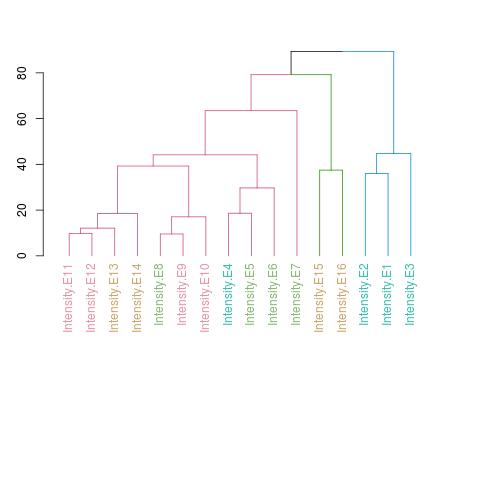 80
60
40
20
0
Intensity.E11
Intensity.E12
Intensity.E13
Intensity.E14
Intensity.E8
Intensity.E9
Intensity.E10
Intensity.E4
Intensity.E5
Intensity.E6
Intensity.E7
Intensity.E15
Intensity.E16
Intensity.E2
Intensity.E1
Intensity.E3